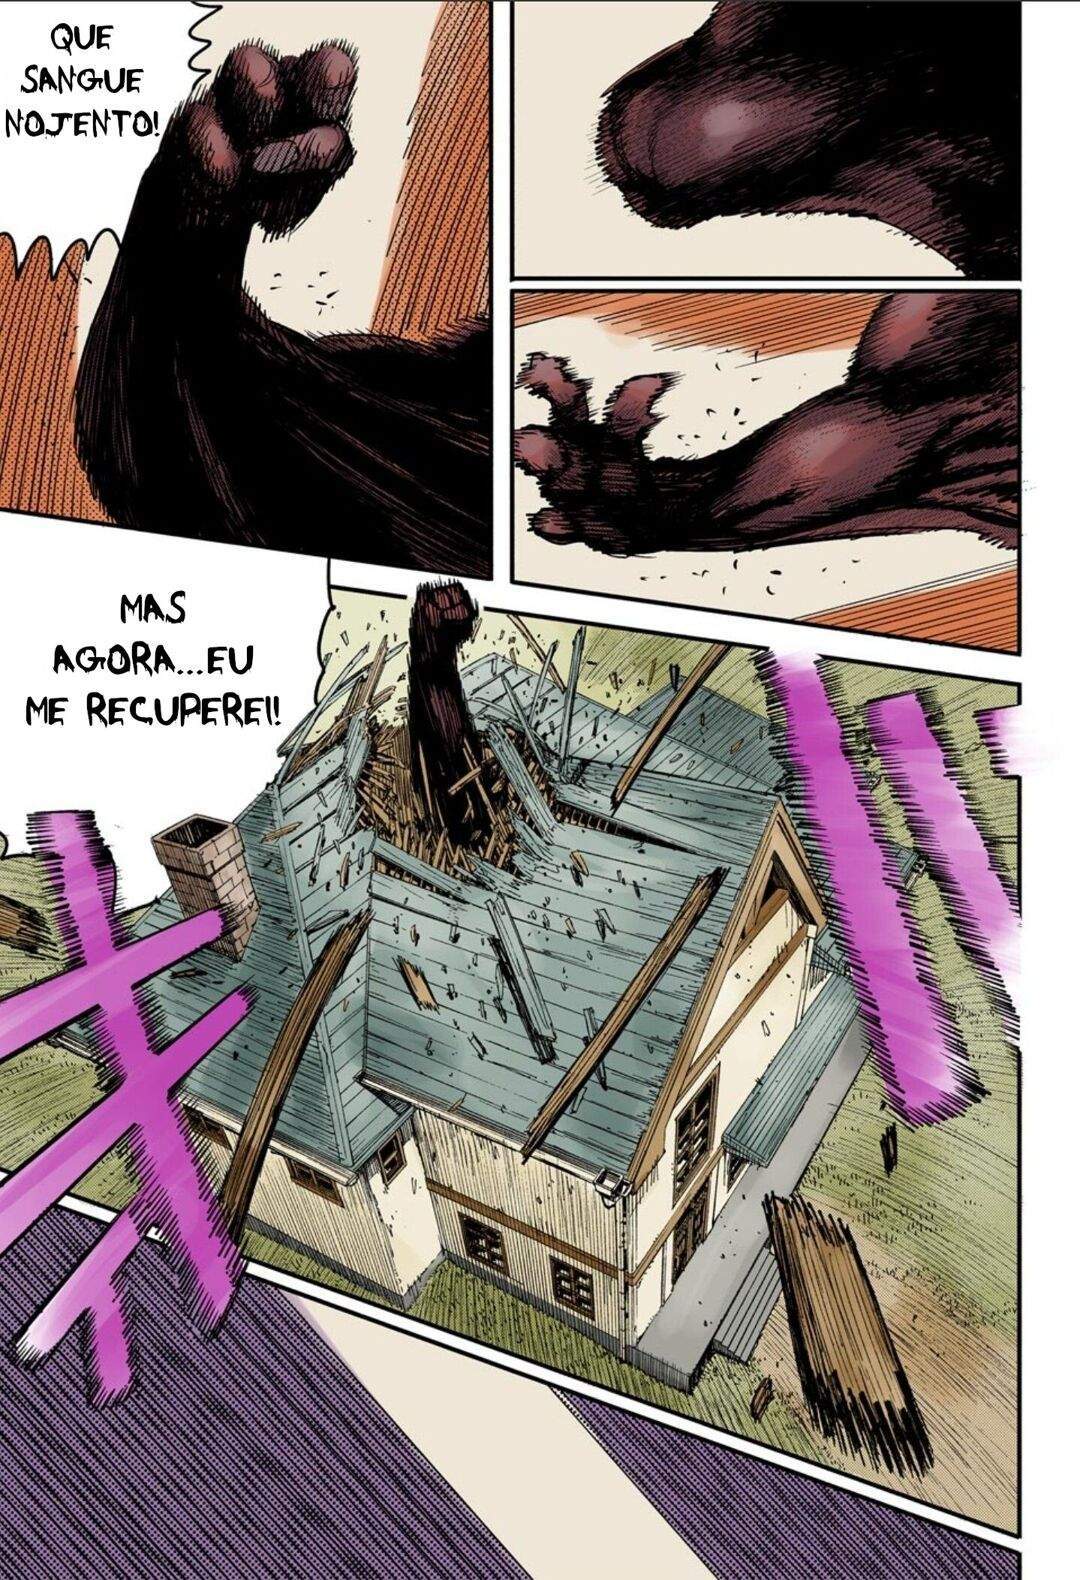 QUE
SANGUE
NOJENTO!
MAS
AGORA...EU
ME RECUPEREI!!